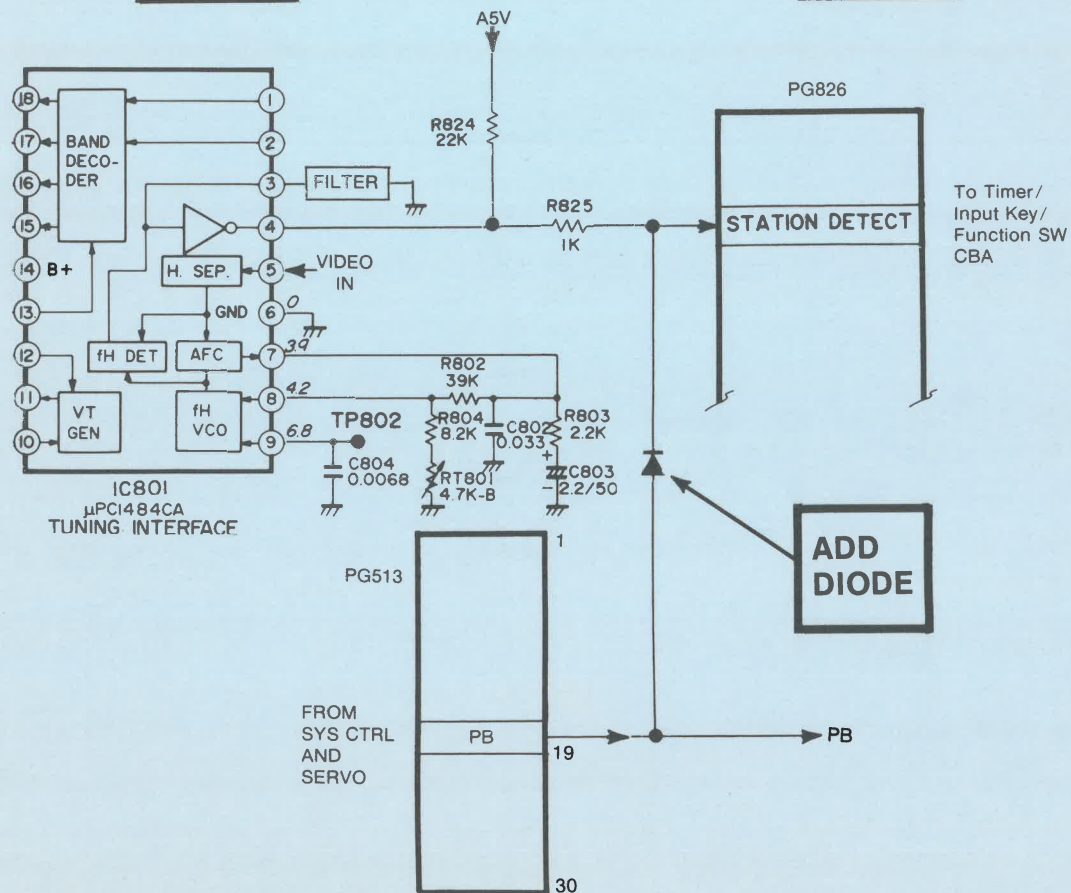 A5V
PG826
R824
22K
18
17
16
15
14
13
12
11
10
BAND
DECO-
DER
B+
1
2
3
4
5
6
7
8
9
FILTER
H. SEP.
VIDEO
IN
GND
0
fH DET
AFC
3.9
4.2
6.8
VT
GEN
fH
VCO
R825
1K
STATION DETECT
To Timer/
Input Key/
Function SW
CBA
R802
39K
TP802
R804
8.2K
C802
0.033
R803
2.2K
+
C803
-
2.2/50
C804
0.0068
RT801
4.7K-B
IC801
µPC1484CA
TUNING INTERFACE
ADD
DIODE
PG513
1
FROM
SYS CTRL
AND
SERVO
PB
19
PB
30